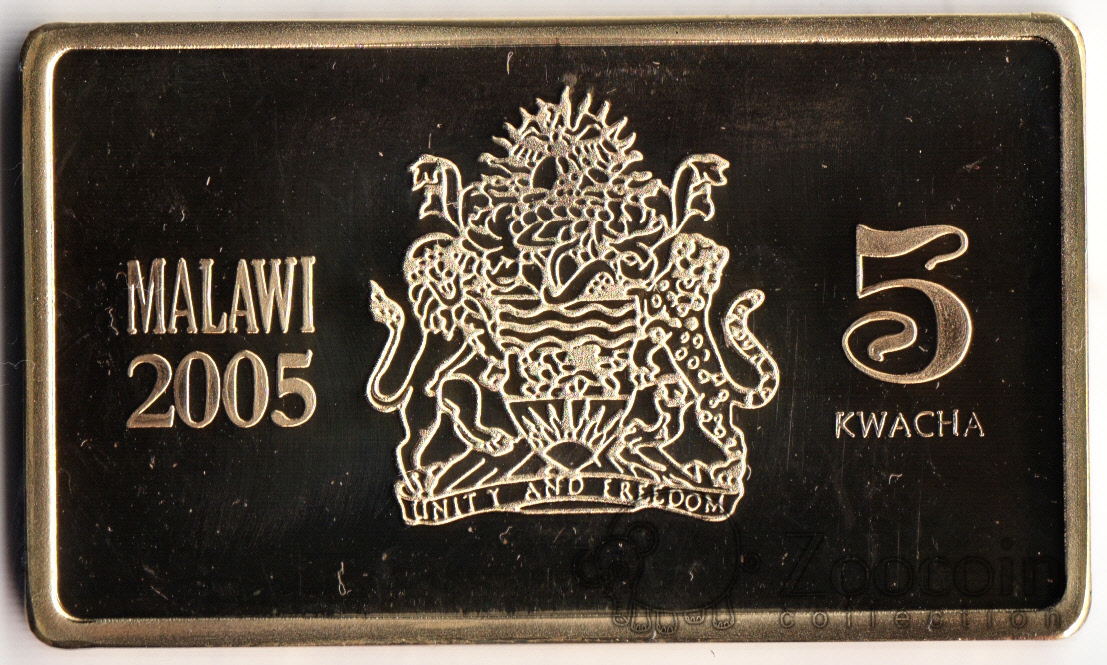 MALAWI
2005
5
KWACHA
UNITY AND FREEDOM
Zoocoin
collection